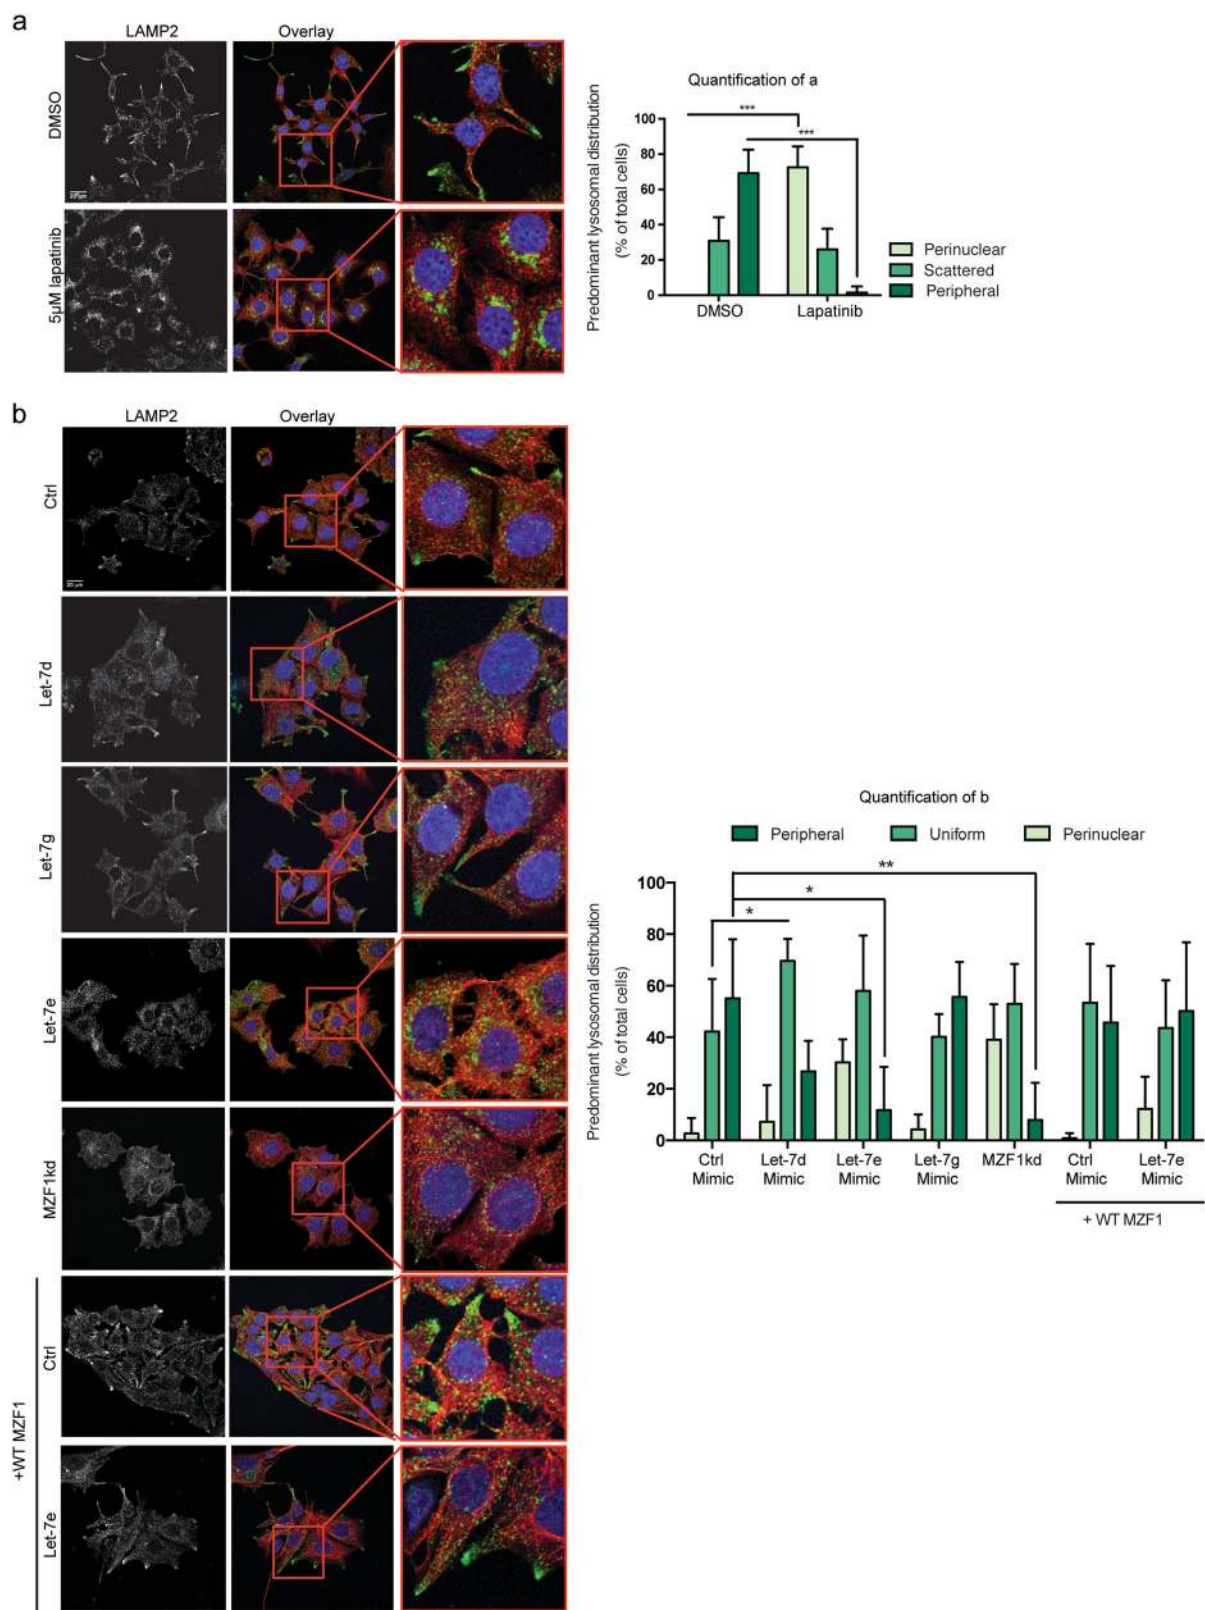 a
LAMP2
Overlay
DMSO
5µM lapatinib
Quantification of a
***
***
Predominant lysosomal distribution
(% of total cells)
100
80
60
40
20
0
DMSO
Lapatinib
Perinuclear
Scattered
Peripheral
b
LAMP2
Overlay
Ctrl
20 µm
Let-7d
Let-7g
Let-7e
MZF1kd
+WT MZF1
Ctrl
Let-7e
Quantification of b
Peripheral
Uniform
Perinuclear
**
*
*
Predominant lysosomal distribution
(% of total cells)
100
80
60
40
20
0
Ctrl
Mimic
Let-7d
Mimic
Let-7e
Mimic
Let-7g
Mimic
MZF1kd
Ctrl
Mimic
Let-7e
Mimic
+ WT MZF1